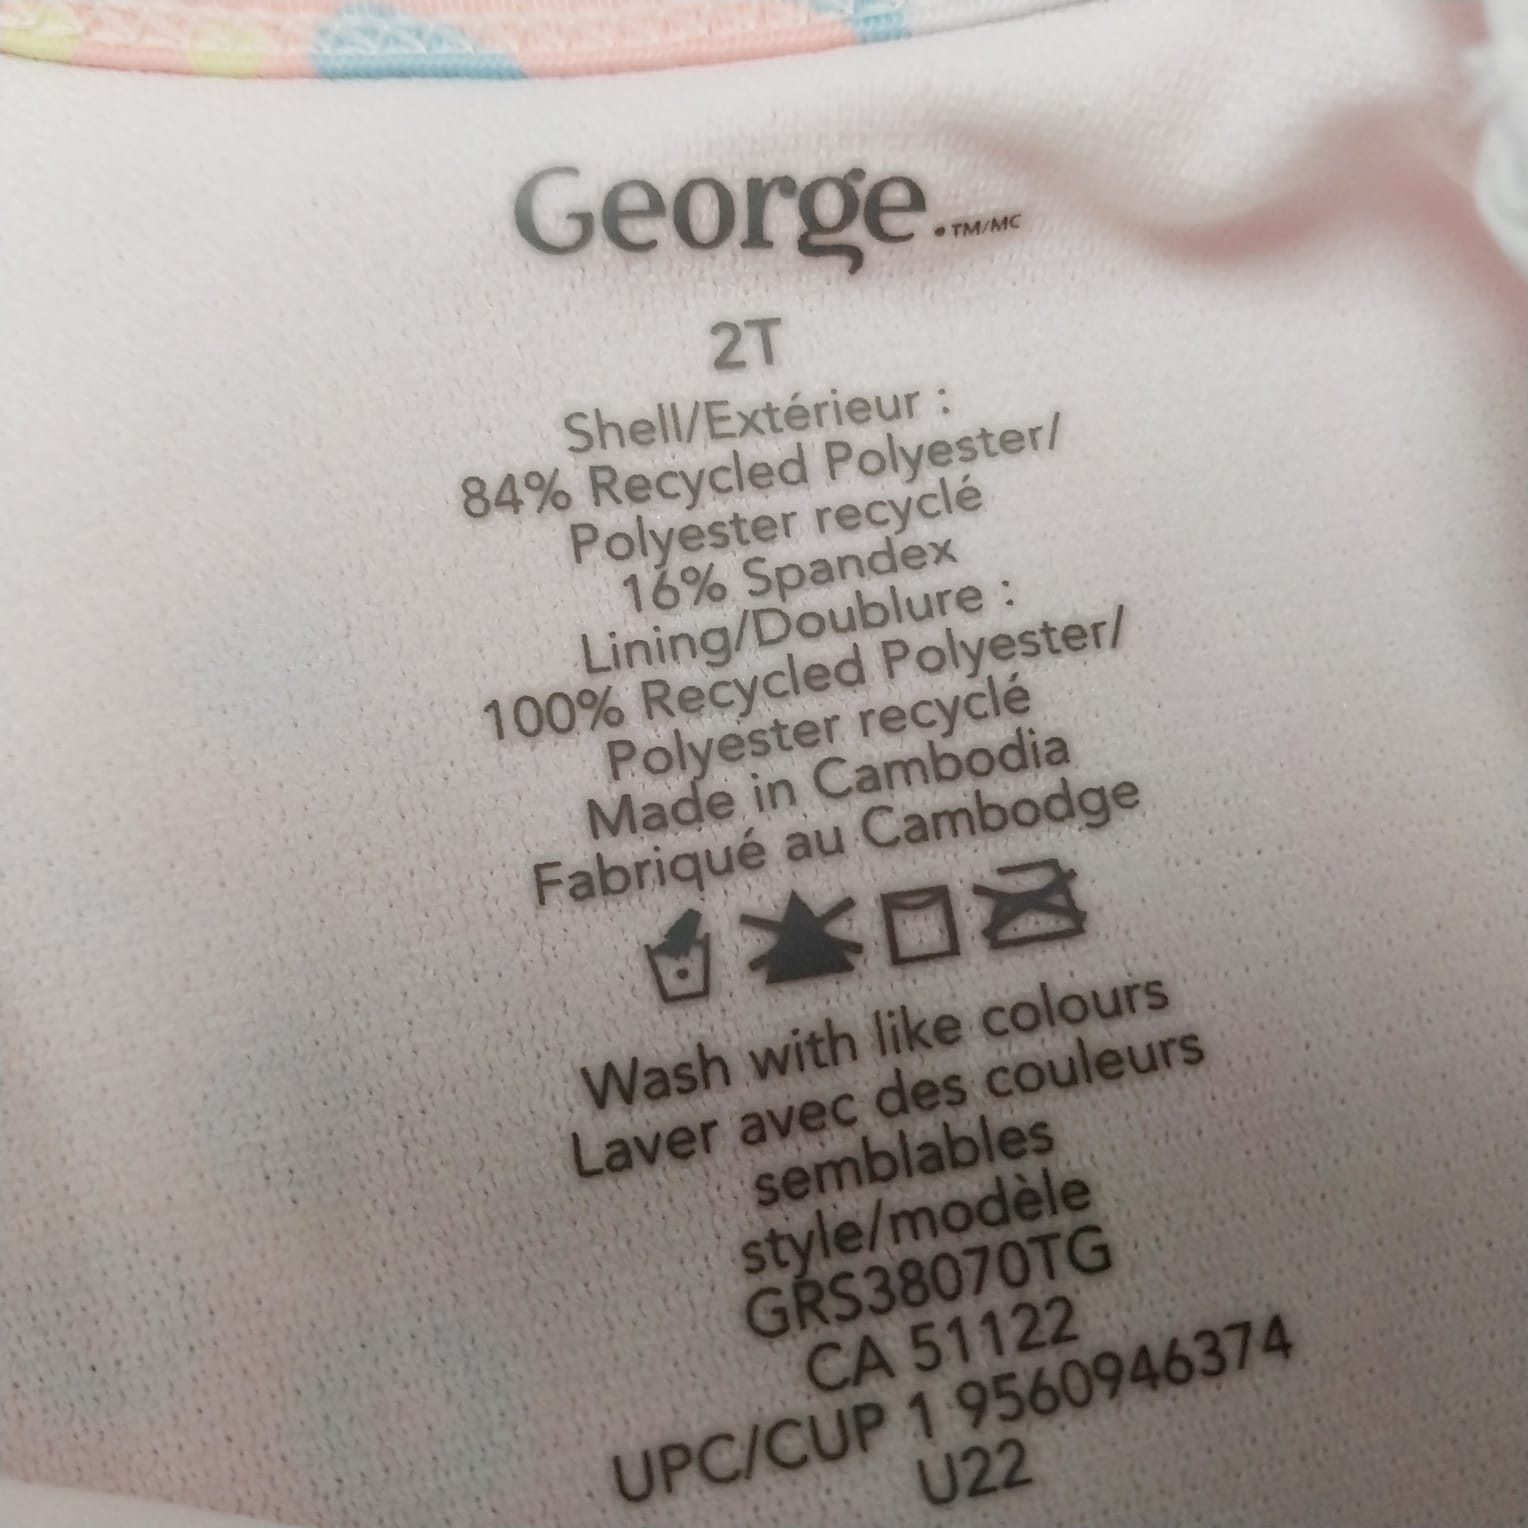 George.TM/MC
2T
Shell/Extérieur :
84% Recycled Polyester/
Polyester recyclé
16% Spandex
Lining/Doublure :
100% Recycled Polyester/
Polyester recyclé
Made in Cambodia
Fabriqué au Cambodge
Wash with like colours
Laver avec des couleurs
semblables
style/modèle
GRS38070TG
CA 51122
UPC/CUP 1 9560946374
U22